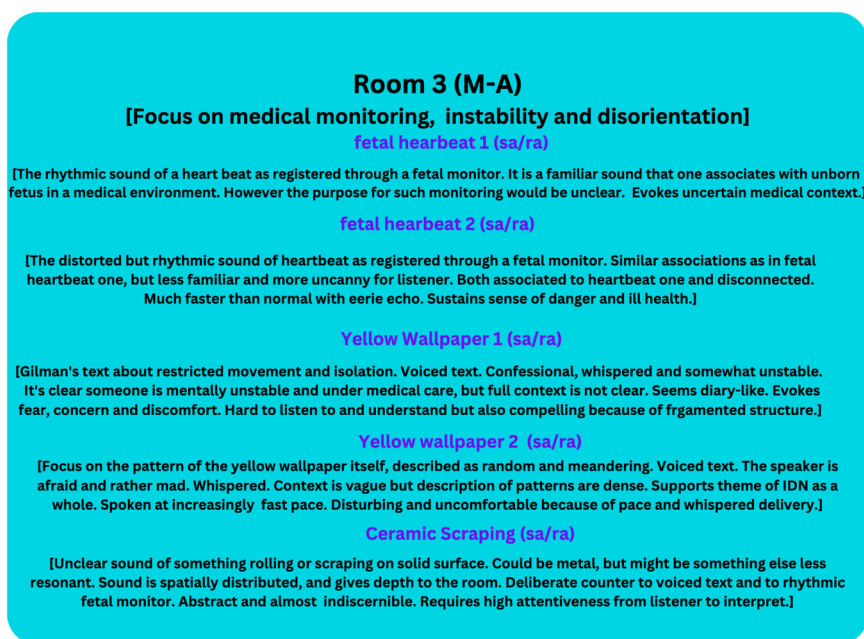 Room 3 (M-A)
[Focus on medical monitoring, instability and disorientation]
fetal hearbeat 1 (sa/ra)
[The rhythmic sound of a heart beat as registered through a fetal monitor. It is a familiar sound that one associates with unborn
fetus in a medical environment. However the purpose for such monitoring would be unclear. Evokes uncertain medical context.]
fetal hearbeat 2 (sa/ra)
[The distorted but rhythmic sound of heartbeat as registered through a fetal monitor. Similar associations as in fetal
heartbeat one, but less familiar and more uncanny for listener. Both associated to heartbeat one and disconnected.
Much faster than normal with eerie echo. Sustains sense of danger and ill health.]
Yellow Wallpaper 1 (sa/ra)
[Gilman's text about restricted movement and isolation. Voiced text. Confessional, whispered and somewhat unstable.
It's clear someone is mentally unstable and under medical care, but full context is not clear. Seems diary-like. Evokes
fear, concern and discomfort. Hard to listen to and understand but also compelling because of frgamented structure.]
Yellow wallpaper 2 (sa/ra)
[Focus on the pattern of the yellow wallpaper itself, described as random and meandering. Voiced text. The speaker is
afraid and rather mad. Whispered. Context is vague but description of patterns are dense. Supports theme of IDN as a
whole. Spoken at increasingly fast pace. Disturbing and uncomfortable because of pace and whispered delivery.]
Ceramic Scraping (sa/ra)
[Unclear sound of something rolling or scraping on solid surface. Could be metal, but might be something else less
resonant. Sound is spatially distributed, and gives depth to the room. Deliberate counter to voiced text and to rhythmic
fetal monitor. Abstract and almost indiscernible. Requires high attentiveness from listener to interpret.]